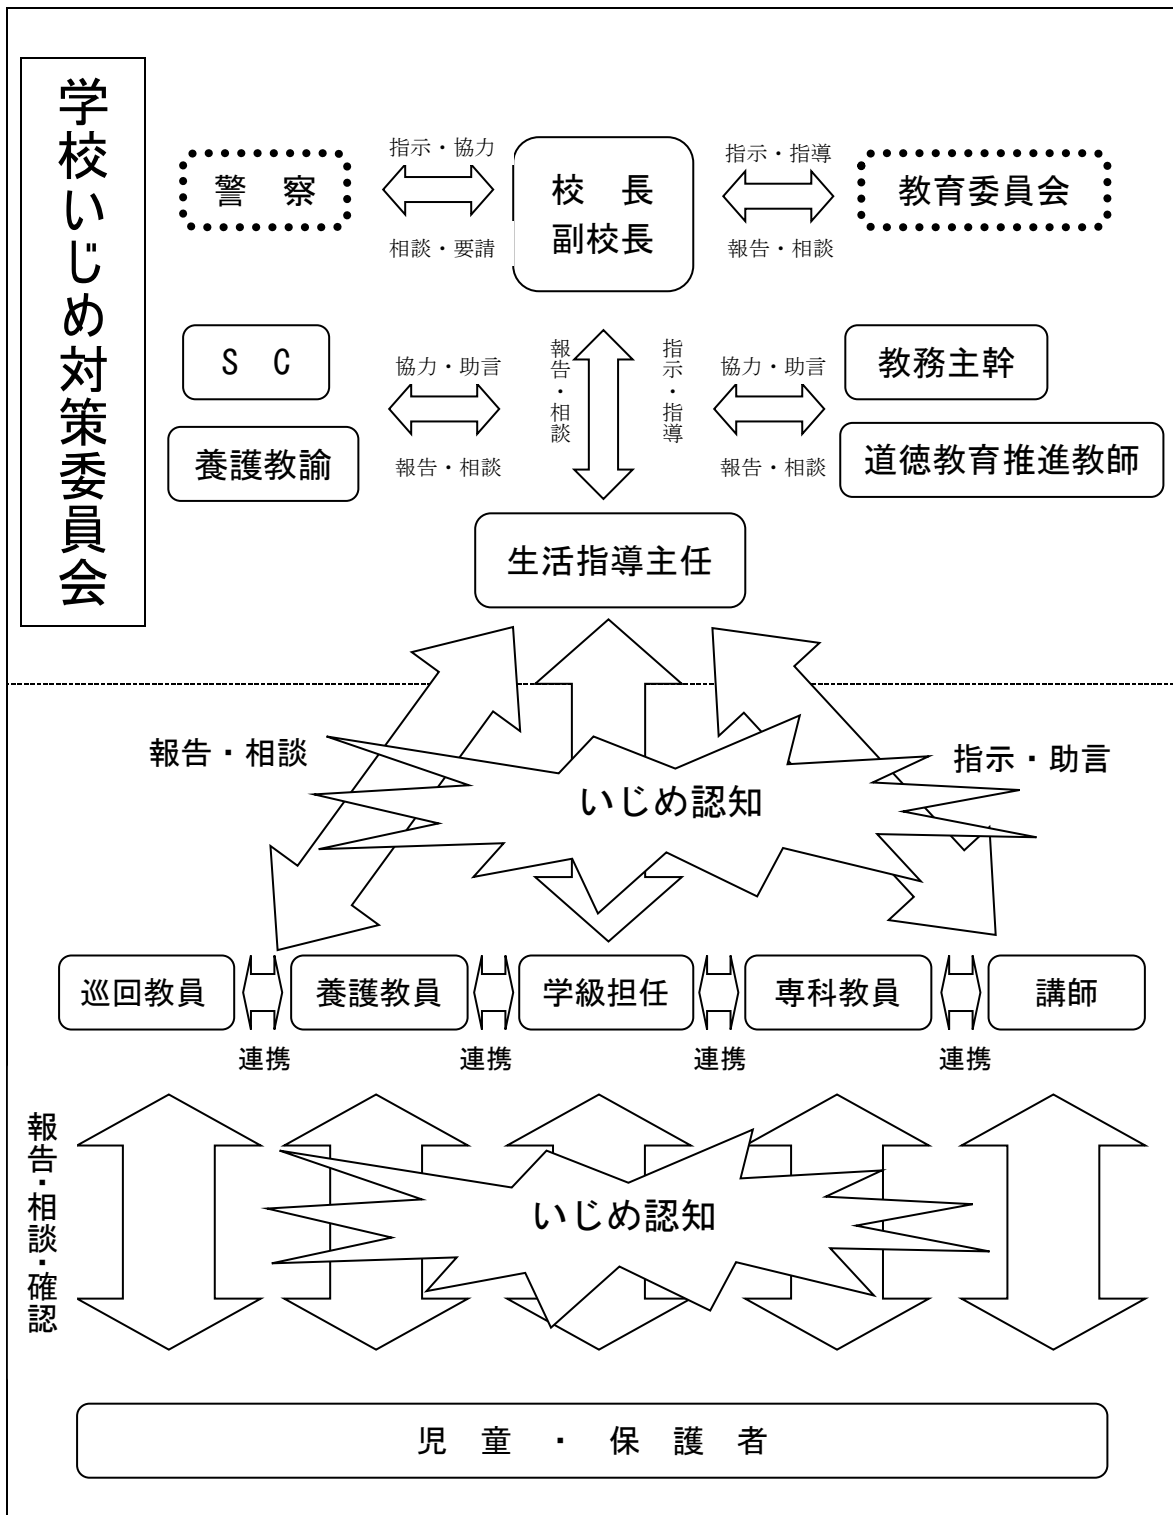 学校いじめ対策委員会
指示・協力
指示・指導
警　察
校　長
副校長
教育委員会
相談・要請
報告・相談
ＳＣ
協力・助言
報告・相談
指示・指導
協力・助言
教務主幹
養護教諭
報告・相談
報告・相談
道徳教育推進教師
生活指導主任
報告・相談
指示・助言
いじめ認知
巡回教員
養護教員
学級担任
専科教員
講師
連携
連携
連携
連携
報告・相談・確認
いじめ認知
児　童　・　保　護　者